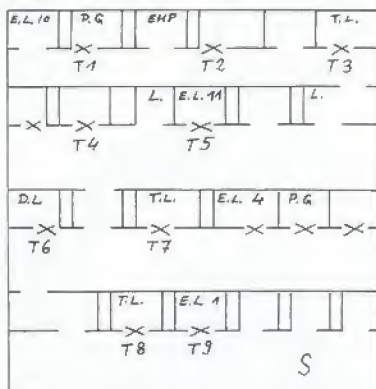 E.L.10 P.G EHP T.L.
T1 T2 T3
L. E.L.11 L.
T4 T5
D.L T.L. E.L. 4 P.G
T6 T7
T.L. E.L 1
T8 T9
S